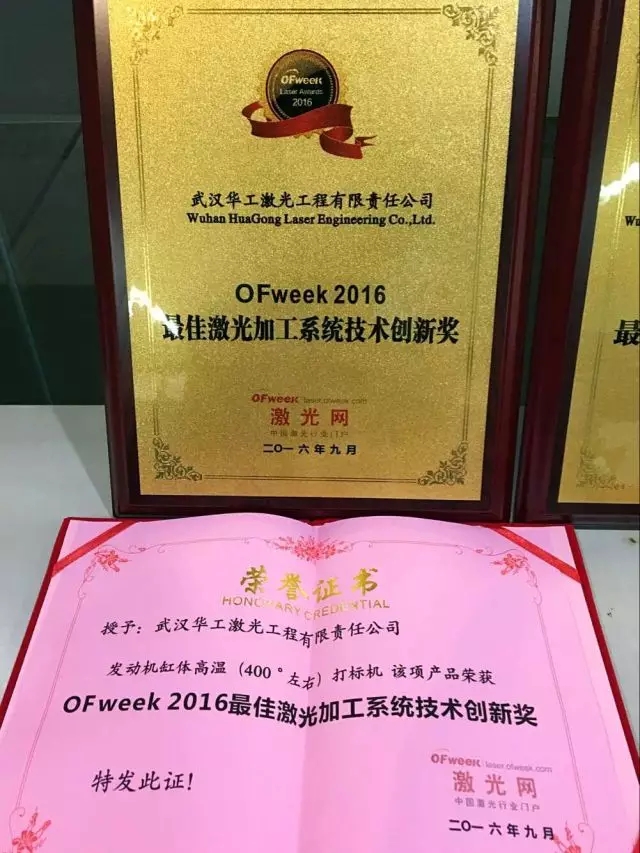 OFweek
Laser Awards
2016
武汉华工激光工程有限责任公司
Wuhan HuaGong Laser Engineering Co.,Ltd.
OFweek 2016
最佳激光加工系统技术创新奖
OFweek laser.ofweek.com
激光网
中国激光行业门户
二〇一六年九月
Wu
最
荣誉证书
HONORARY CREDENTIAL
授予：武汉华工激光工程有限责任公司
发动机缸体高温（400°左右）打标机 该项产品荣获
OFweek 2016最佳激光加工系统技术创新奖
特发此证！
OFweek laser.ofweek.com
激光网
中国激光行业门户
二〇一六年九月